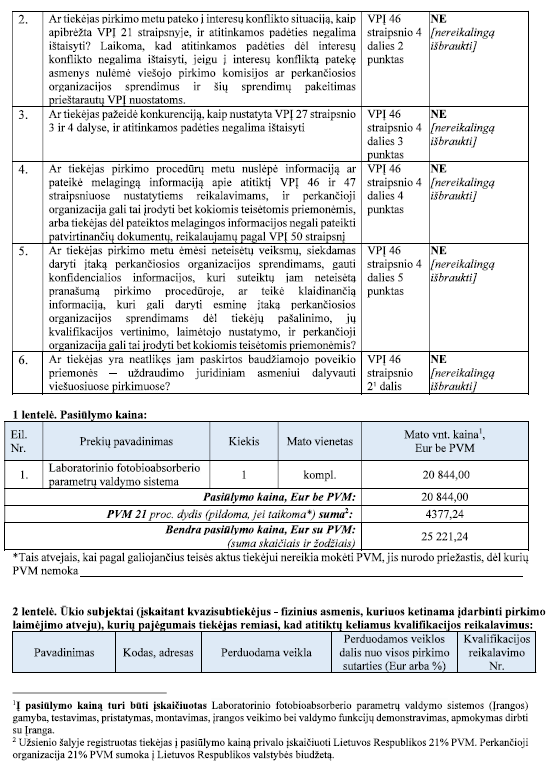 2. Ar tiekėjas pirkimo metu pateko į interesų konflikto situaciją, kaip VPĮ 46 NE
apibrėžta VPĮ 21 straipsnyje, ir atitinkamos padėties negalima straipsnio 4 [nereikalingą
ištaisyti? Laikoma, kad atitinkamos padėties dėl interesų dalies 2 išbraukti]
konflikto negalima ištaisyti, jeigu į interesų konfliktą patekę punktas
asmenys nulėmė viešojo pirkimo komisijos ar perkančiosios
organizacijos sprendimus ir šių sprendimų pakeitimas
prieštarautų VPĮ nuostatoms.
3. Ar tiekėjas pažeidė konkurenciją, kaip nustatyta VPĮ 27 straipsnio VPĮ 46 NE
3 ir 4 dalyse, ir atitinkamos padėties negalima ištaisyti straipsnio 4 [nereikalingą
dalies 3 išbraukti]
punktas
4. Ar tiekėjas pirkimo procedūrų metu nuslėpė informaciją ar VPĮ 46 NE
pateikė melagingą informaciją apie atitiktį VPĮ 46 ir 47 straipsnio 4 [nereikalingą
straipsniuose nustatytiems reikalavimams, ir perkančioji dalies 4 išbraukti]
organizacija gali tai įrodyti bet kokiomis teisėtomis priemonėmis, punktas
arba tiekėjas dėl pateiktos melagingos informacijos negali pateikti
patvirtinančių dokumentų, reikalaujamų pagal VPĮ 50 straipsnį
5. Ar tiekėjas pirkimo metu ėmėsi neteisėtų veiksmų, siekdamas VPĮ 46 NE
daryti įtaką perkančiosios organizacijos sprendimams, gauti straipsnio 4 [nereikalingą
konfidencialios informacijos, kuri suteiktų jam neteisėtą dalies 5 išbraukti]
pranašumą pirkimo procedūroje, ar teikė klaidinančią punktas
informaciją, kuri gali daryti esminę įtaką perkančiosios
organizacijos sprendimams dėl tiekėjų pašalinimo, jų
kvalifikacijos vertinimo, laimėtojo nustatymo, ir perkančioji
organizacija gali tai įrodyti bet kokiomis teisėtomis priemonėmis?
6. Ar tiekėjas yra neatlikęs jam paskirtos baudžiamojo poveikio VPĮ 46 NE
priemonės – uždraudimo juridiniam asmeniui dalyvauti straipsnio [nereikalingą
viešuosiuose pirkimuose? 2¹ dalis išbraukti]
1 lentelė. Pasiūlymo kaina:
Eil. Nr. Prekių pavadinimas Kiekis Mato vienetas Mato vnt. kaina¹, Eur be PVM
1. Laboratorinio fotobioabsorberio 1 kompl. 20 844,00
parametrų valdymo sistema
Pasiūlymo kaina, Eur be PVM: 20 844,00
PVM 21 proc. dydis (pildoma, jei taikoma*) suma²: 4377,24
Bendra pasiūlymo kaina, Eur su PVM: 25 221,24
(suma skaičiais ir žodžiais)
*Tais atvejais, kai pagal galiojančius teisės aktus tiekėjui nereikia mokėti PVM, jis nurodo priežastis, dėl kurių
PVM nemoka
2 lentelė. Ūkio subjektai (įskaitant kvazisubtiekėjus - fizinius asmenis, kuriuos ketinama įdarbinti pirkimo
laimėjimo atveju), kurių pajėgumais tiekėjas remiasi, kad atitiktų keliamus kvalifikacijos reikalavimus:
Pavadinimas Kodas, adresas Perduodama veikla Perduodamos veiklos dalis nuo visos pirkimo sutarties (Eur arba %) Kvalifikacijos reikalavimo Nr.
¹Į pasiūlymo kainą turi būti įskaičiuotas Laboratorinio fotobioabsorberio parametrų valdymo sistemos (Įrangos)
gamyba, testavimas, pristatymas, montavimas, įrangos veikimo bei valdymo funkcijų demonstravimas, apmokymas dirbti
su Įranga.
² Užsienio šalyje registruotas tiekėjas į pasiūlymo kainą privalo įskaičiuoti Lietuvos Respublikos 21% PVM. Perkančioji
organizacija 21% PVM sumoka į Lietuvos Respublikos valstybės biudžetą.